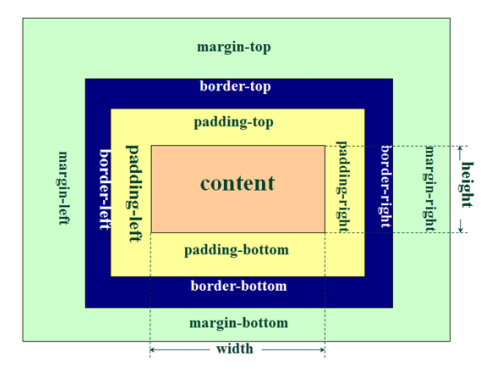 margin-top
border-top
padding-top
margin-left
border-left
padding-left
content
padding-right
border-right
margin-right
height
padding-bottom
border-bottom
margin-bottom
width